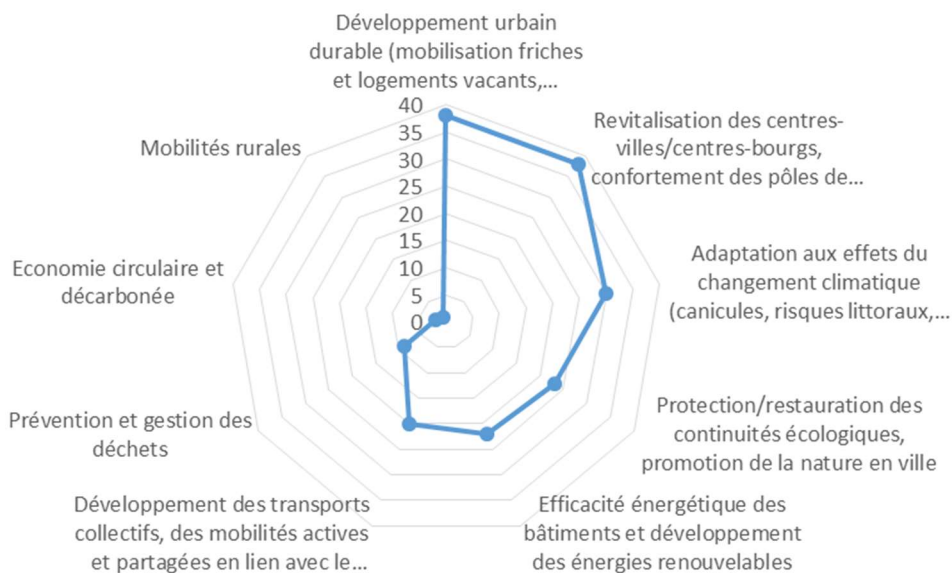 Développement urbain
durable (mobilisation friches
et logements vacants,...
Revitalisation des centres-
villes/centres-bourgs,
confortement des pôles de...
Adaptation aux effets du
changement climatique
(canicules, risques littoraux,...
Protection/restauration des
continuités écologiques,
promotion de la nature en ville
Efficacité énergétique des
bâtiments et développement
des énergies renouvelables
Développement des transports
collectifs, des mobilités actives
et partagées en lien avec le...
Prévention et gestion des
déchets
Economie circulaire et
décarbonée
Mobilités rurales
40
35
30
25
20
15
10
5
0